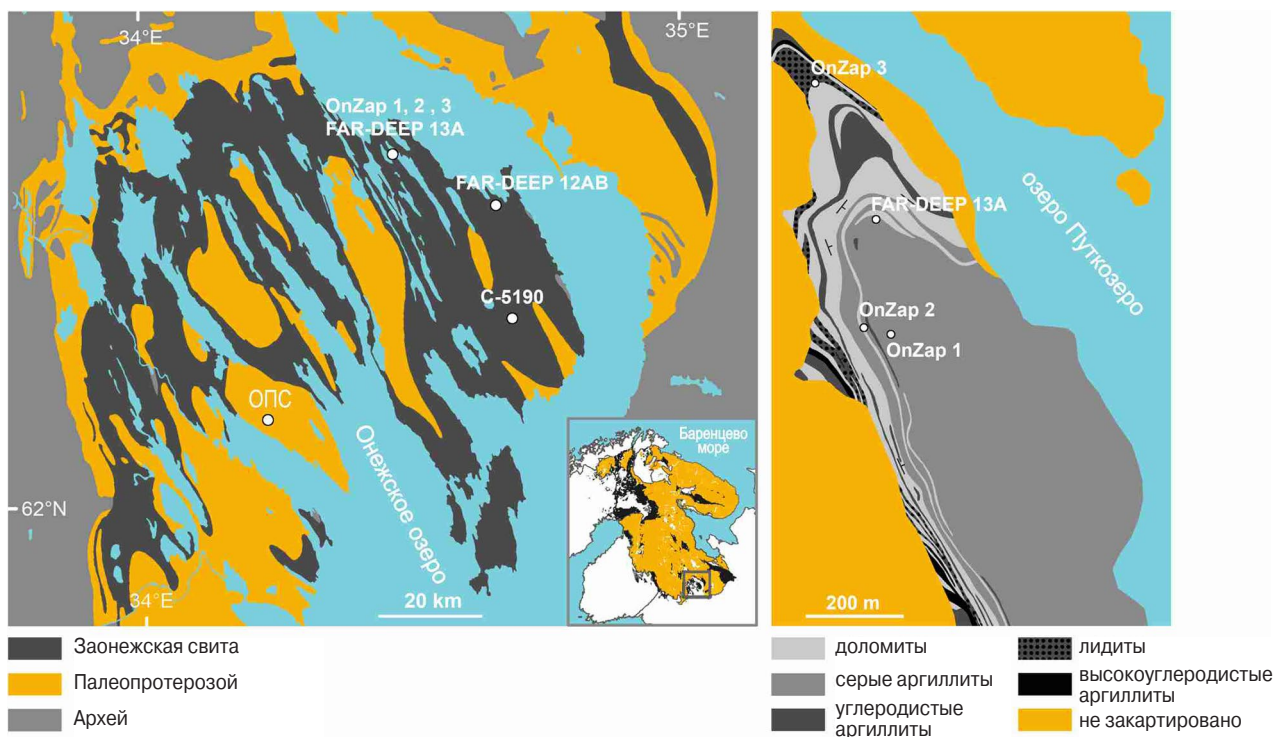 34°E
35°E
OnZap 1, 2 , 3
FAR-DEEP 13A
FAR-DEEP 12AB
C-5190
ОПС
Онежское озеро
62°N
34°E
20 km
Баренцево
море
OnZap 3
FAR-DEEP 13A
озеро Путкозеро
OnZap 2
OnZap 1
200 m
Заонежская свита
Палеопротерозой
Архей
доломиты
серые аргиллиты
углеродистые
аргиллиты
лидиты
высокоуглеродистые
аргиллиты
не закартировано